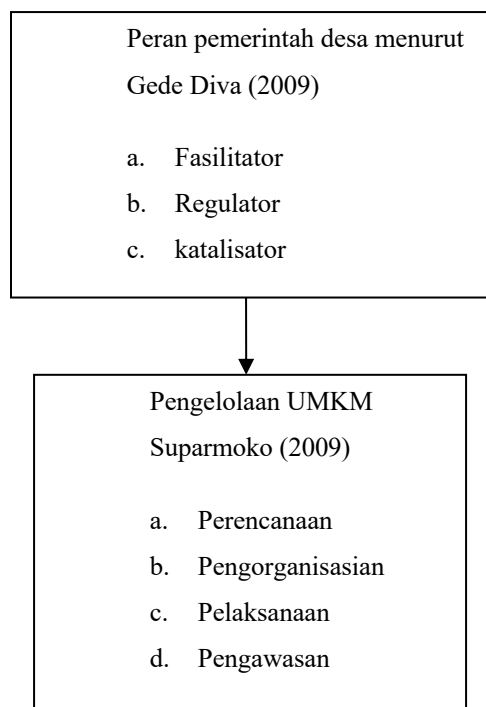 Peran pemerintah desa menurut
Gede Diva (2009)
a. Fasilitator
b. Regulator
c. katalisator
Pengelolaan UMKM
Suparmoko (2009)
a. Perencanaan
b. Pengorganisasian
c. Pelaksanaan
d. Pengawasan